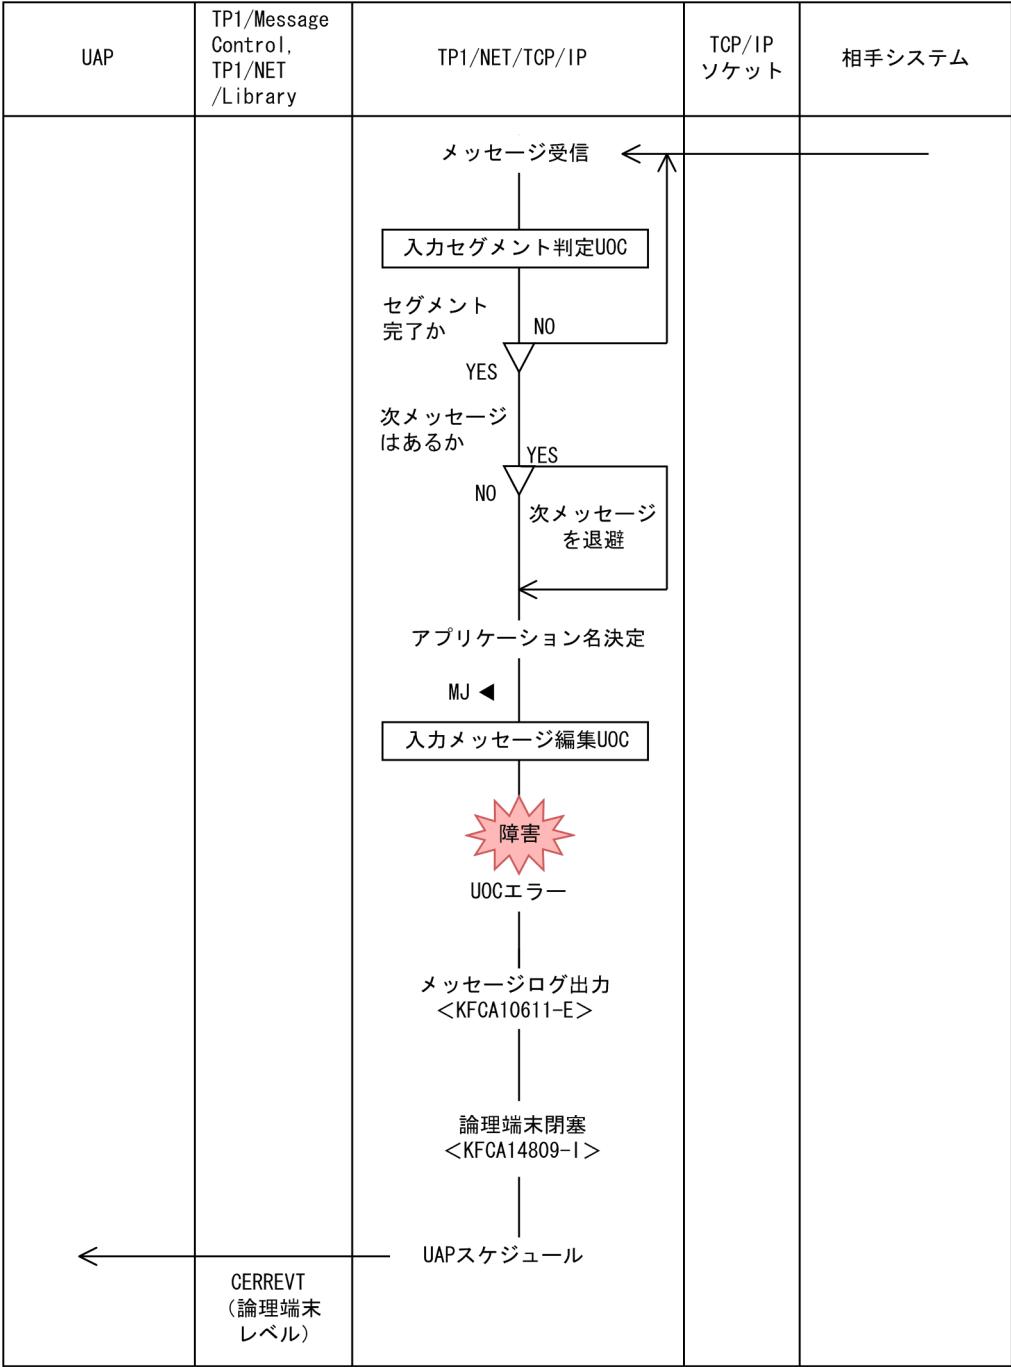 UAP
TP1/Message
Control,
TP1/NET
/Library
TP1/NET/TCP/IP
TCP/IP
ソケット
相手システム
メッセージ受信
入力セグメント判定UOC
セグメント
完了か
NO
YES
次メッセージ
はあるか
YES
NO
次メッセージ
を退避
アプリケーション名決定
MJ
入力メッセージ編集UOC
障害
UOCエラー
メッセージログ出力
<KFCA10611-E>
論理端末閉塞
<KFCA14809-I>
UAPスケジュール
CERREVT
(論理端末
レベル)